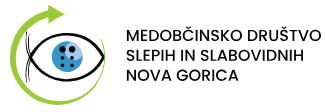 MEDOBČINSKO DRUŠTVO
SLEPIH IN SLABOVIDNIH
NOVA GORICA